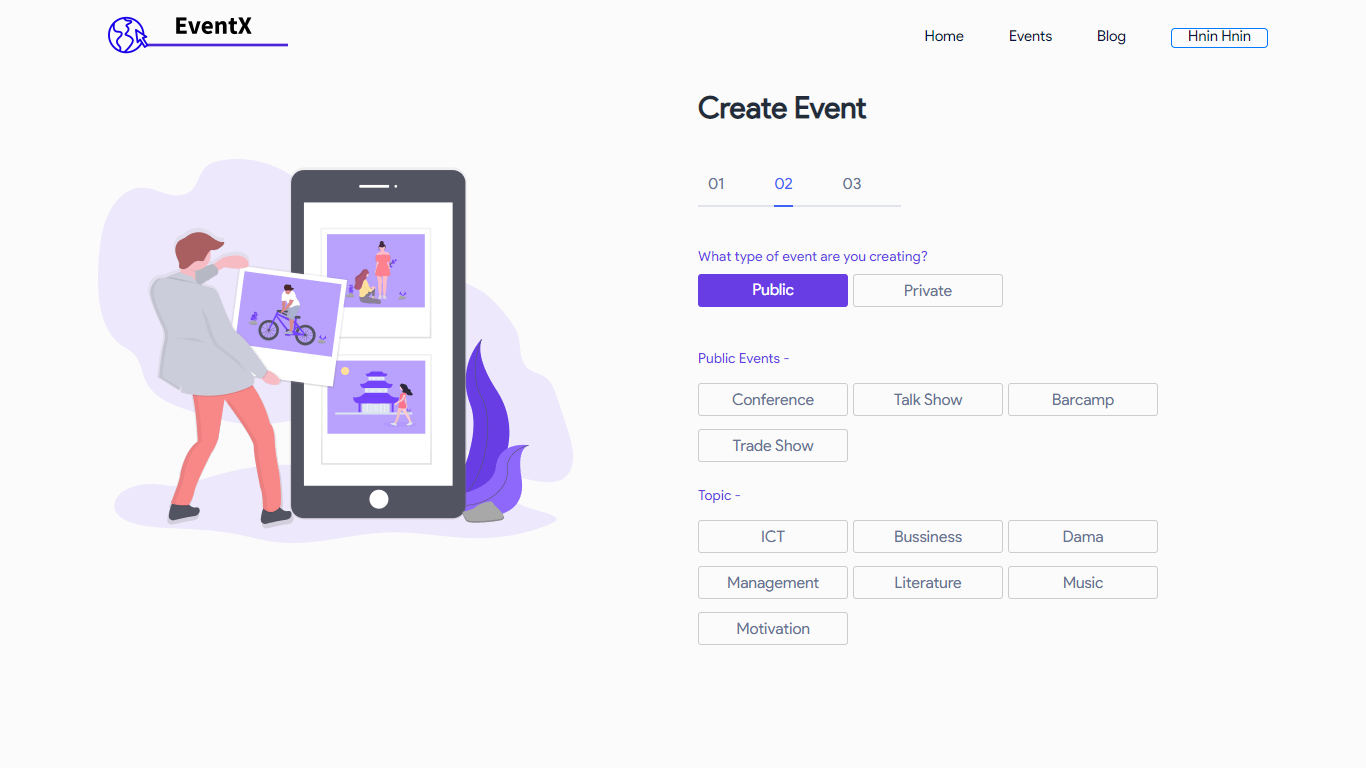 EventX
Home Events Blog Hnin Hnin
Create Event
01 02 03
What type of event are you creating?
Public Private
Public Events -
Conference Talk Show Barcamp
Trade Show
Topic -
ICT Bussiness Dama
Management Literature Music
Motivation